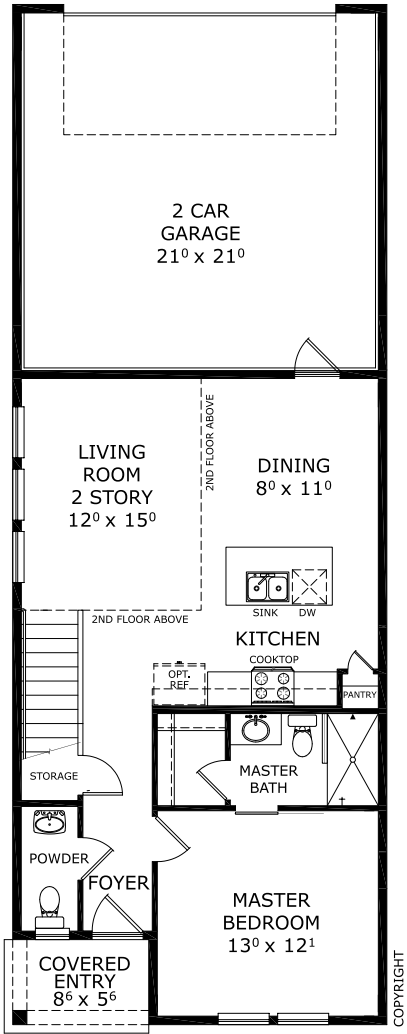 2 CAR
GARAGE
21⁰ x 21⁰
2ND FLOOR ABOVE
LIVING
ROOM
2 STORY
12⁰ x 15⁰
DINING
8⁰ x 11⁰
SINK
DW
2ND FLOOR ABOVE
KITCHEN
COOKTOP
OPT.
REF
PANTRY
STORAGE
MASTER
BATH
POWDER
FOYER
MASTER
BEDROOM
13⁰ x 12¹
COVERED
ENTRY
8⁶ x 5⁶
COPYRIGHT